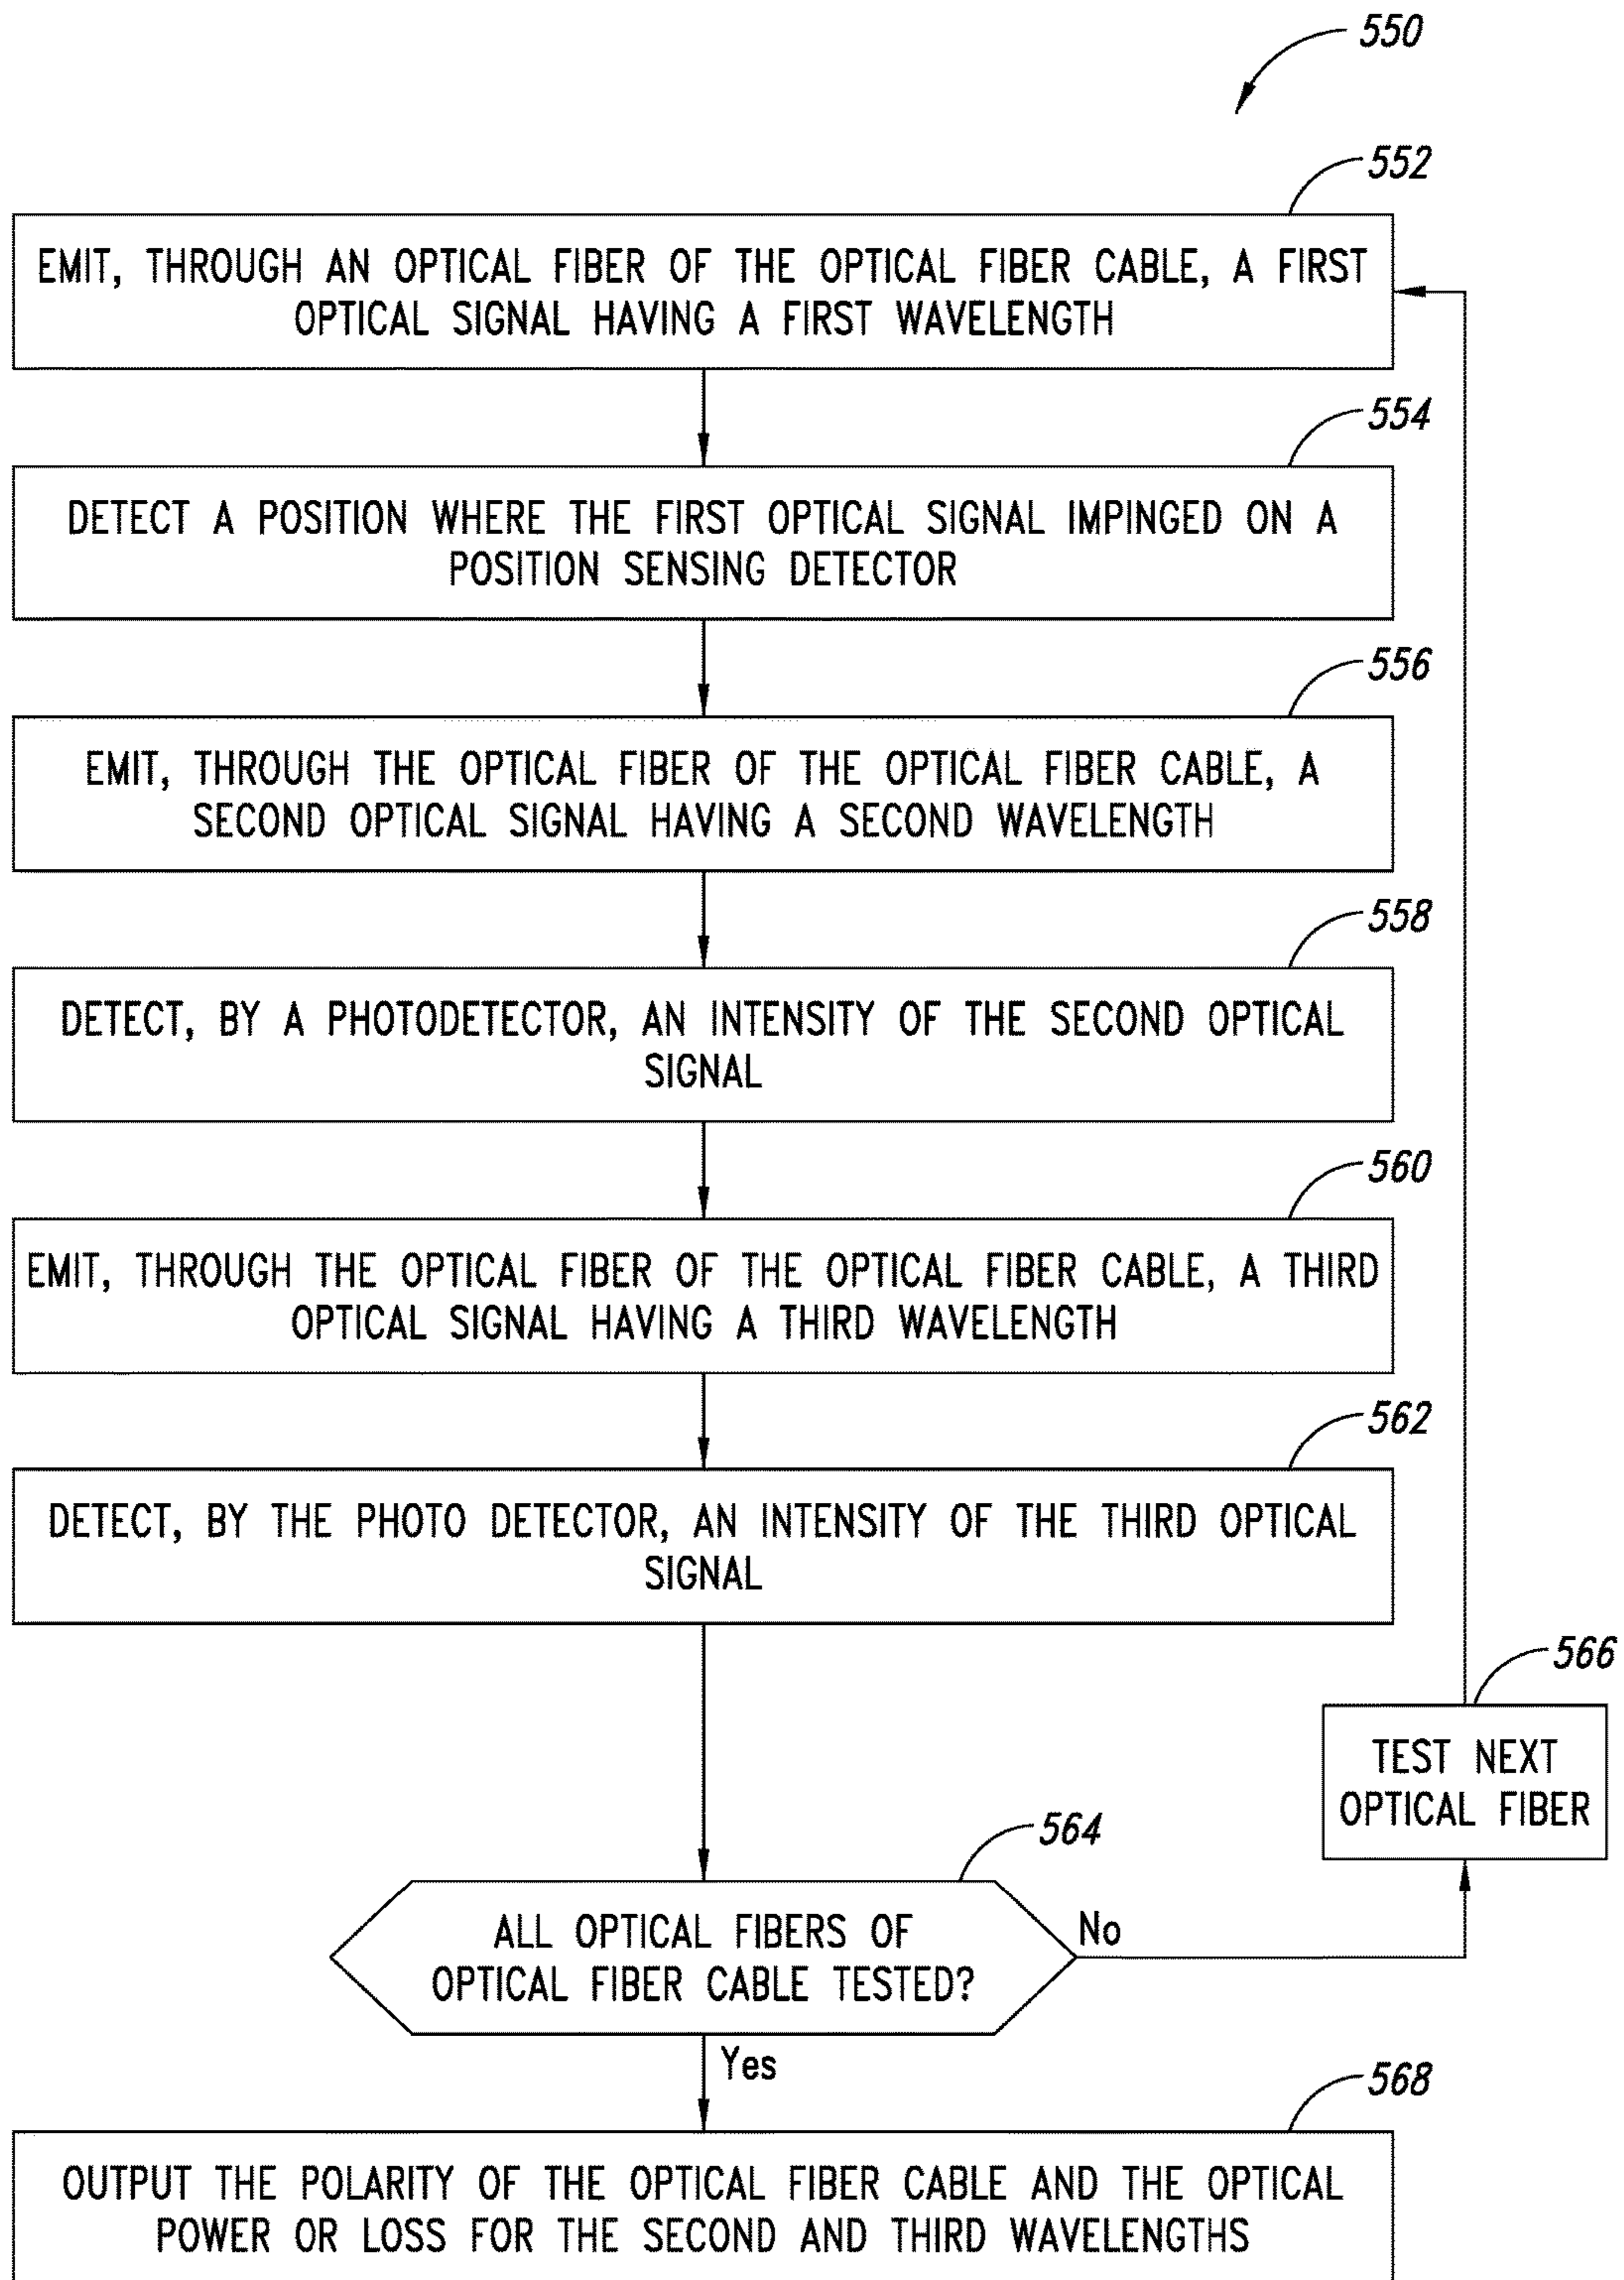 550
552
EMIT, THROUGH AN OPTICAL FIBER OF THE OPTICAL FIBER CABLE, A FIRST
OPTICAL SIGNAL HAVING A FIRST WAVELENGTH
554
DETECT A POSITION WHERE THE FIRST OPTICAL SIGNAL IMPINGED ON A
POSITION SENSING DETECTOR
556
EMIT, THROUGH THE OPTICAL FIBER OF THE OPTICAL FIBER CABLE, A
SECOND OPTICAL SIGNAL HAVING A SECOND WAVELENGTH
558
DETECT, BY A PHOTODETECTOR, AN INTENSITY OF THE SECOND OPTICAL
SIGNAL
560
EMIT, THROUGH THE OPTICAL FIBER OF THE OPTICAL FIBER CABLE, A THIRD
OPTICAL SIGNAL HAVING A THIRD WAVELENGTH
562
DETECT, BY THE PHOTO DETECTOR, AN INTENSITY OF THE THIRD OPTICAL
SIGNAL
566
TEST NEXT
OPTICAL FIBER
564
ALL OPTICAL FIBERS OF
OPTICAL FIBER CABLE TESTED?
No
Yes
568
OUTPUT THE POLARITY OF THE OPTICAL FIBER CABLE AND THE OPTICAL
POWER OR LOSS FOR THE SECOND AND THIRD WAVELENGTHS